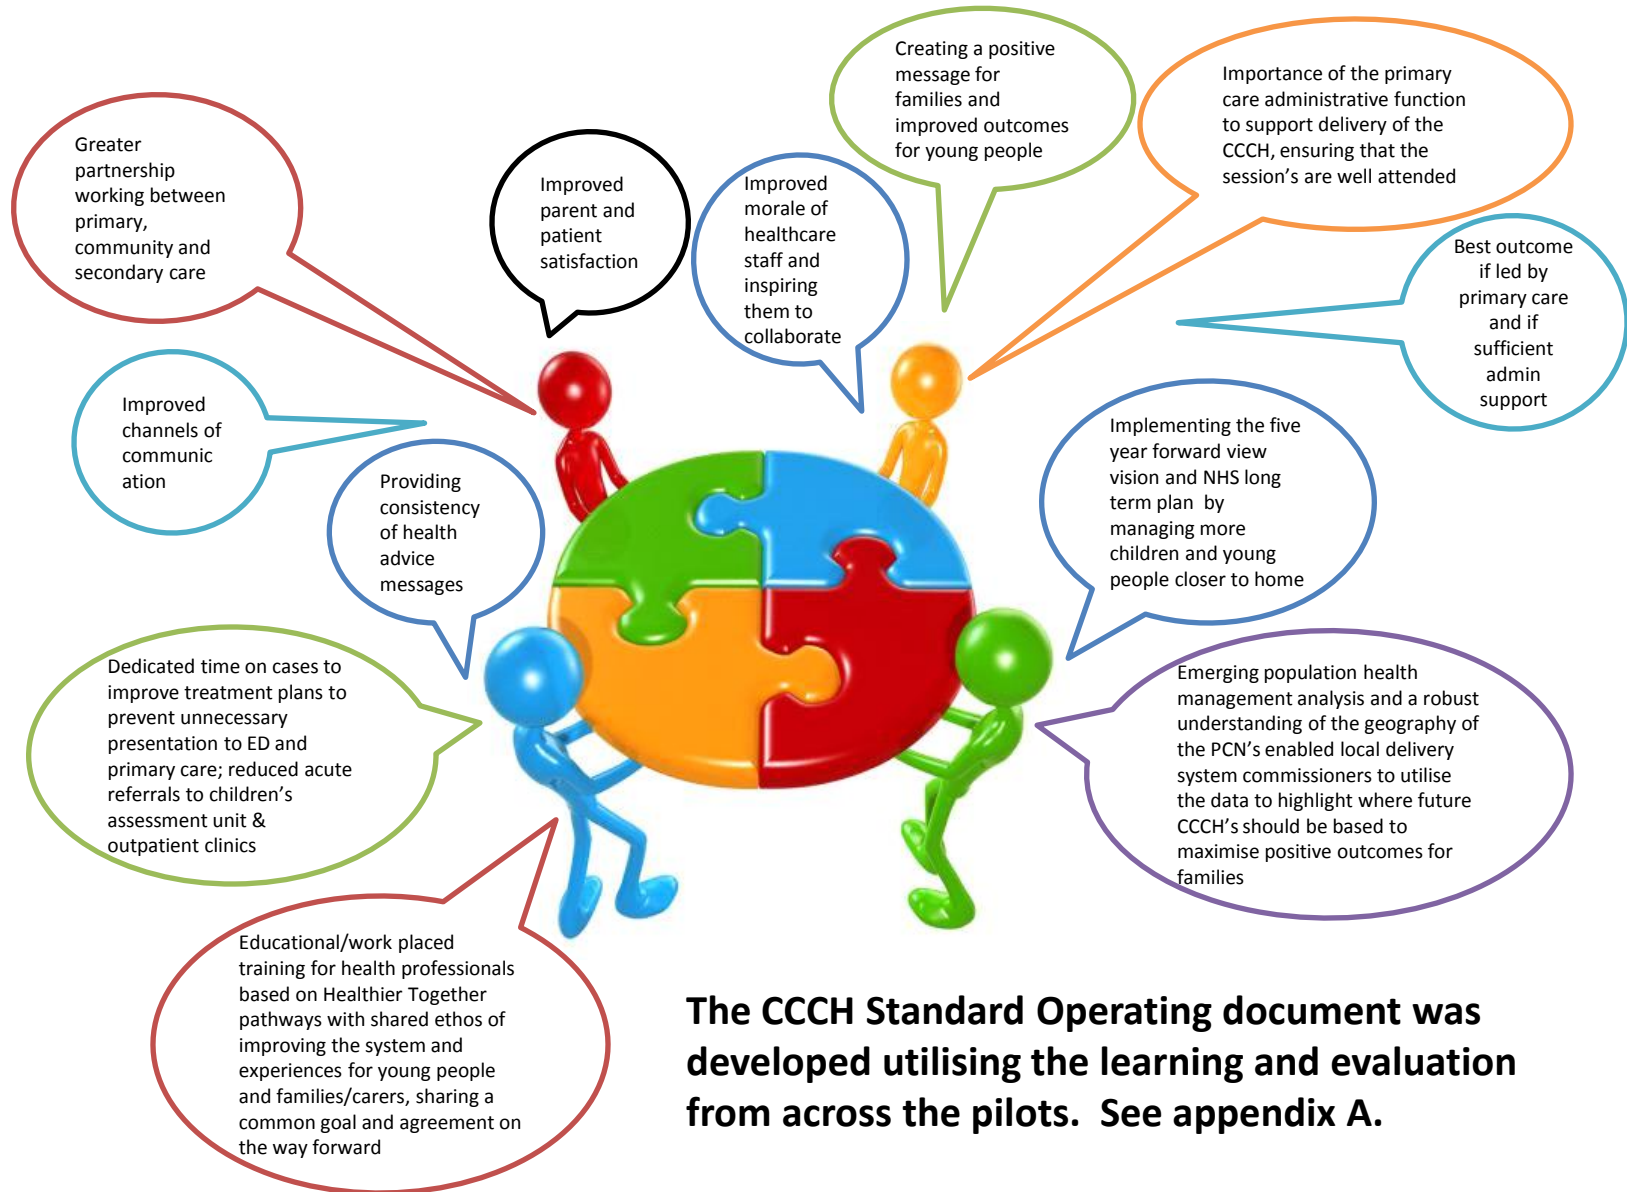 Creating a positive
message for
families and
improved outcomes
for young people
Importance of the primary
care administrative function
to support delivery of the
CCCH, ensuring that the
session's are well attended
Greater
partnership
working between
primary,
community and
secondary care
Improved
parent and
patient
satisfaction
Improved
morale of
healthcare
staff and
inspiring
them to
collaborate
Best outcome
if led by
primary care
and if
sufficient
admin
support
Improved
channels of
communic
ation
Providing
consistency
of health
advice
messages
Implementing the five
year forward view
vision and NHS long
term plan  by
managing more
children and young
people closer to home
Dedicated time on cases to
improve treatment plans to
prevent unnecessary
presentation to ED and
primary care; reduced acute
referrals to children's
assessment unit &
outpatient clinics
Emerging population health
management analysis and a robust
understanding of the geography of
the PCN's enabled local delivery
system commissioners to utilise
the data to highlight where future
CCCH's should be based to
maximise positive outcomes for
families
Educational/work placed
training for health professionals
based on Healthier Together
pathways with shared ethos of
improving the system and
experiences for young people
and families/carers, sharing a
common goal and agreement on
the way forward
The CCCH Standard Operating document was
developed utilising the learning and evaluation
from across the pilots.  See appendix A.